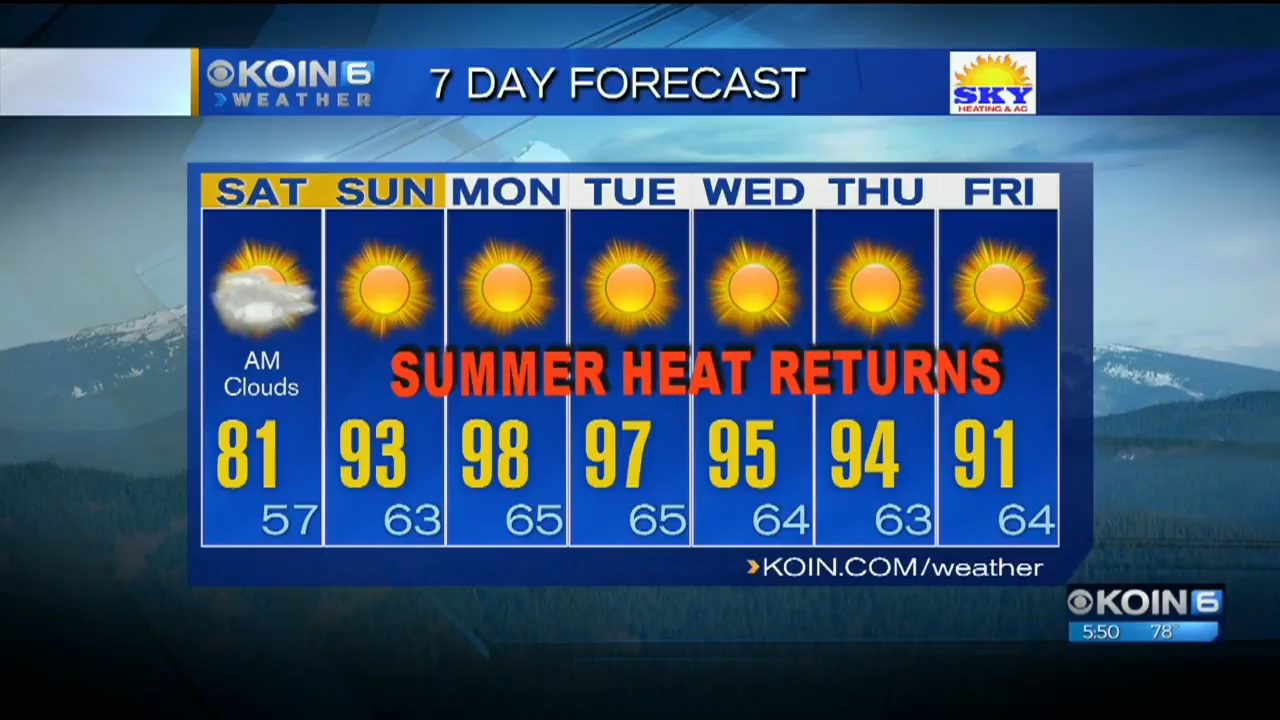 KOIN 6
WEATHER
7 DAY FORECAST
SKY
HEATING & AC
SAT SUN MON TUE WED THU FRI
AM
Clouds
SUMMER HEAT RETURNS
81 93 98 97 95 94 91
57 63 65 65 64 63 64
KOIN.COM/weather
KOIN 6
5:50 78°